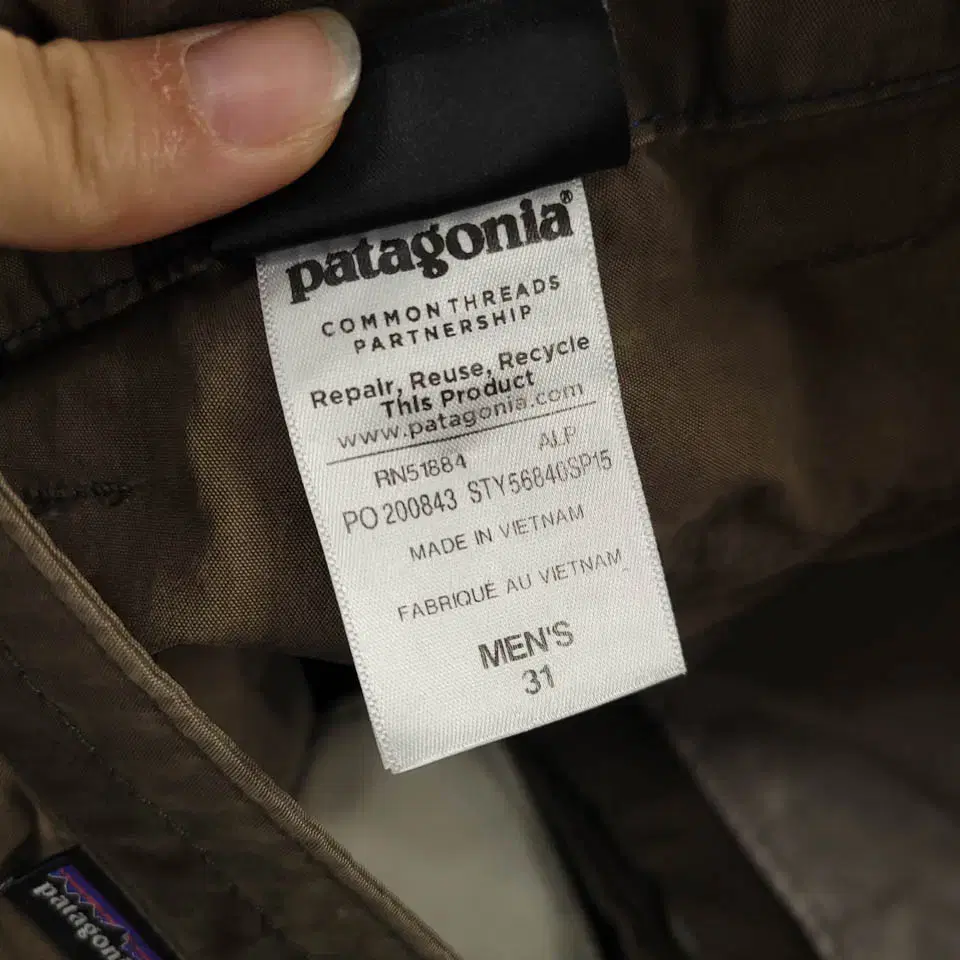 patagonia®
COMMON THREADS
PARTNERSHIP
Repair, Reuse, Recycle
This Product
www.patagonia.com
RN51884 ALP
PO 200843 STY56840SP15
MADE IN VIETNAM
FABRIQUÉ AU VIETNAM
MEN'S
31
patagonia